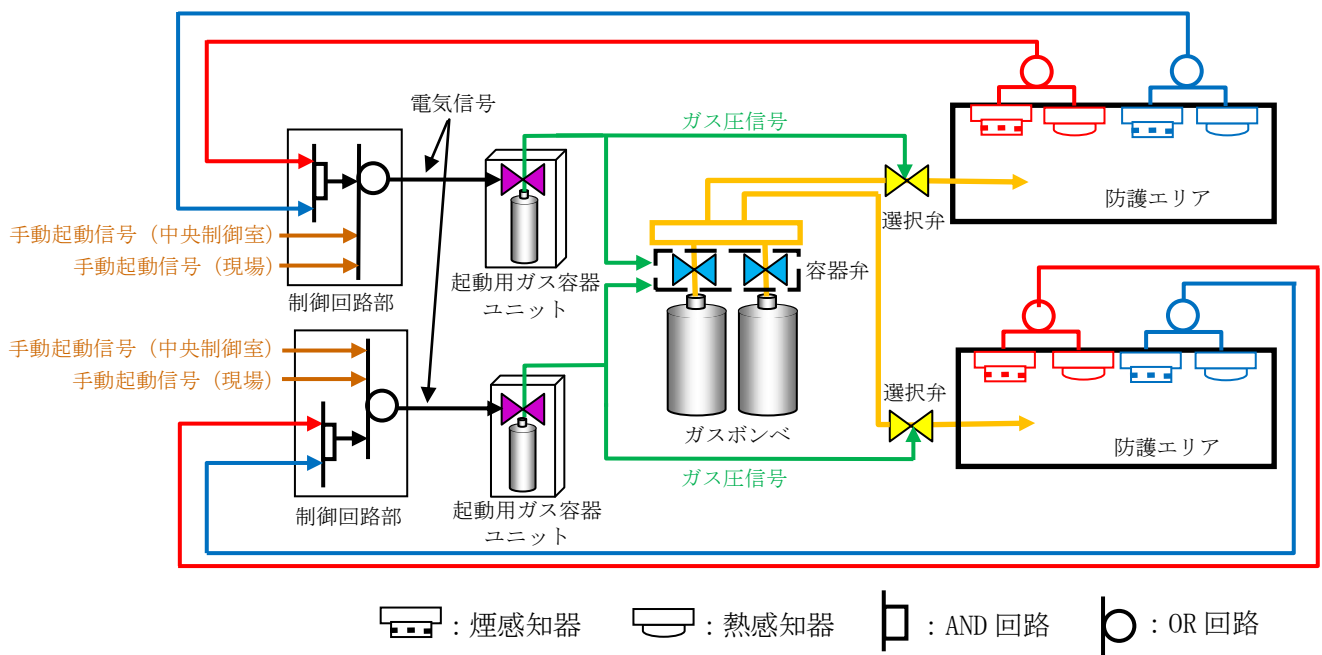 電気信号
ガス圧信号
防護エリア
選択弁
手動起動信号（中央制御室）
手動起動信号（現場）
制御回路部
起動用ガス容器
ユニット
容器弁
手動起動信号（中央制御室）
手動起動信号（現場）
制御回路部
起動用ガス容器
ユニット
ガスボンベ
選択弁
防護エリア
ガス圧信号
：煙感知器
：熱感知器
：AND 回路
：OR 回路